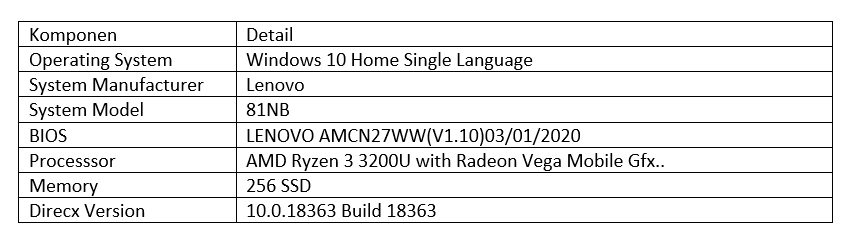 Komponen Detail
Operating System Windows 10 Home Single Language
System Manufacturer Lenovo
System Model 81NB
BIOS LENOVO AMCN27WW(V1.10)03/01/2020
Processsor AMD Ryzen 3 3200U with Radeon Vega Mobile Gfx..
Memory 256 SSD
Direcx Version 10.0.18363 Build 18363